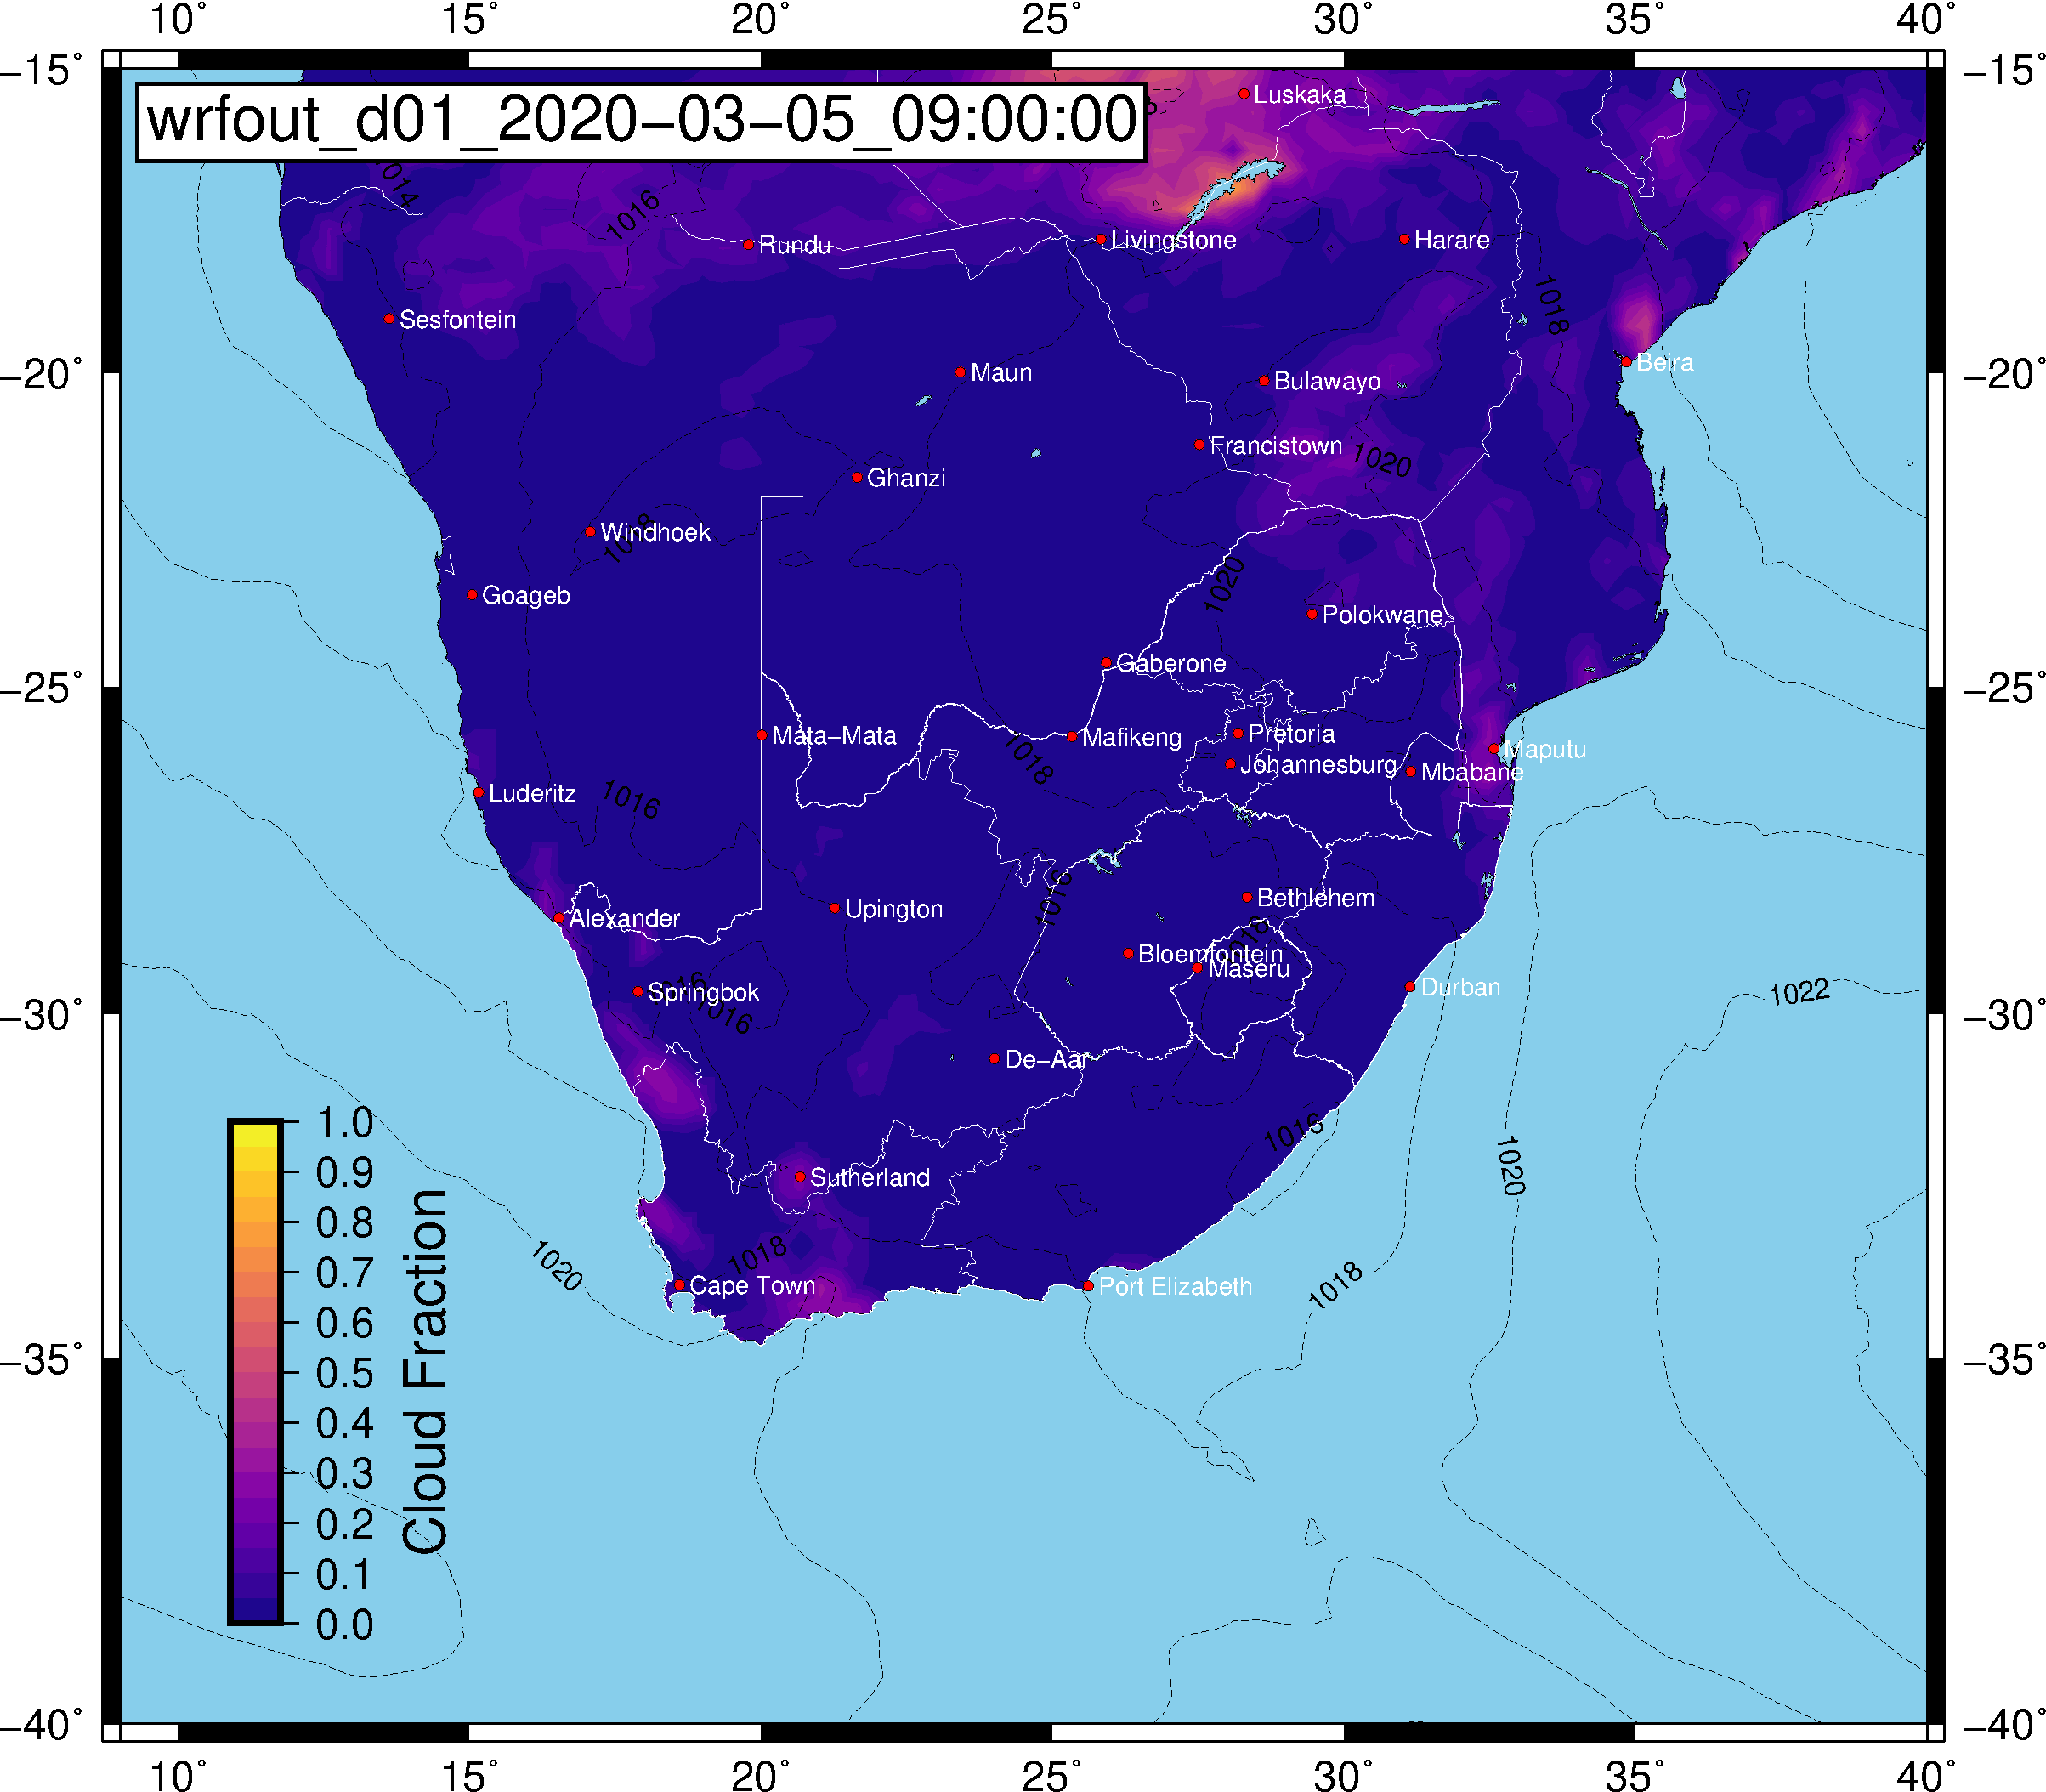 10° 15° 20° 25° 30° 35° 40°
−15° −15°
wrfout_d01_2020−03−05_09:00:00
Luskaka
1014
1016
Rundu
Livingstone
Harare
1018
Sesfontein
−20° −20°
Maun
Beira
Bulawayo
Francistown
1020
Ghanzi
Windhoek
1018
Goageb
1020
Polokwane
Gaberone
−25° −25°
Mata−Mata
Mafikeng
Pretoria
Maputu
1018
Johannesburg
Mbabane
Luderitz
1016
1016
Bethlehem
Upington
Alexander
1018
Bloemfontein
Maseru
Springbok
1016
1016
Durban
1022
−30° −30°
De−Aar
1016
1020
Sutherland
1018
1020
1018
Cape Town
Port Elizabeth
−35° −35°
1.0
0.9
0.8
0.7
0.6
0.5
0.4
0.3
0.2
0.1
0.0
Cloud Fraction
−40° −40°
10° 15° 20° 25° 30° 35° 40°